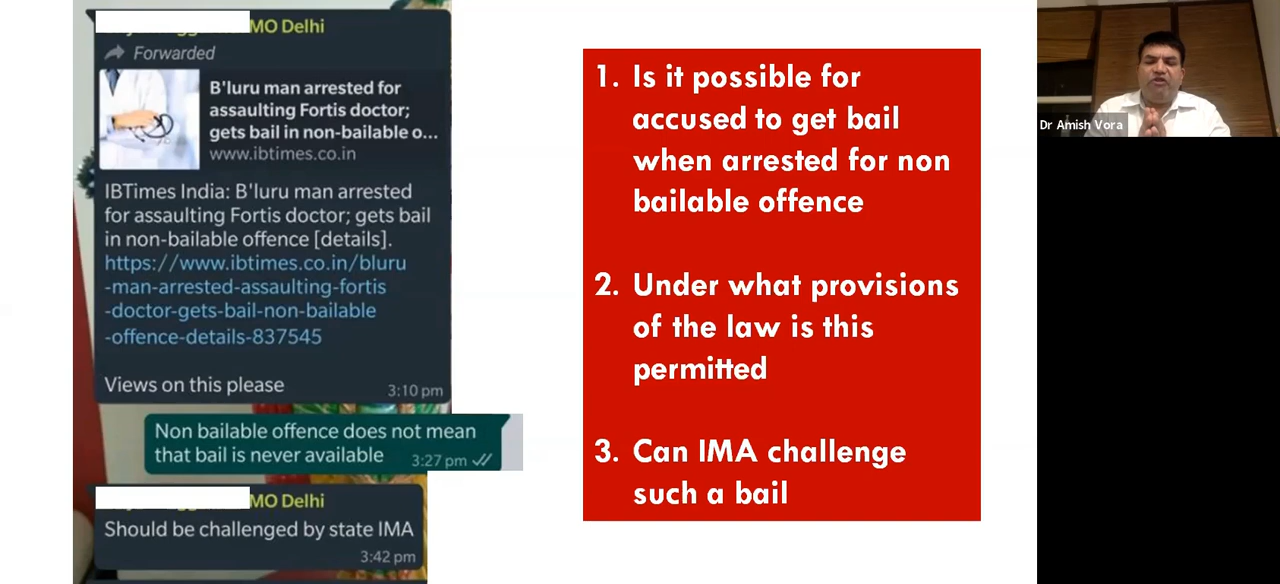 MO Delhi
Forwarded
B'luru man arrested for
assaulting Fortis doctor;
gets bail in non-bailable o...
www.ibtimes.co.in
IBTimes India: B'luru man arrested
for assaulting Fortis doctor; gets bail
in non-bailable offence [details].
https://www.ibtimes.co.in/bluru
-man-arrested-assaulting-fortis
-doctor-gets-bail-non-bailable
-offence-details-837545
Views on this please
3:10 pm
Non bailable offence does not mean
that bail is never available 3:27 pm
MO Delhi
Should be challenged by state IMA
3:42 pm
1. Is it possible for
accused to get bail
when arrested for non
bailable offence
2. Under what provisions
of the law is this
permitted
3. Can IMA challenge
such a bail
Dr Amish Vora